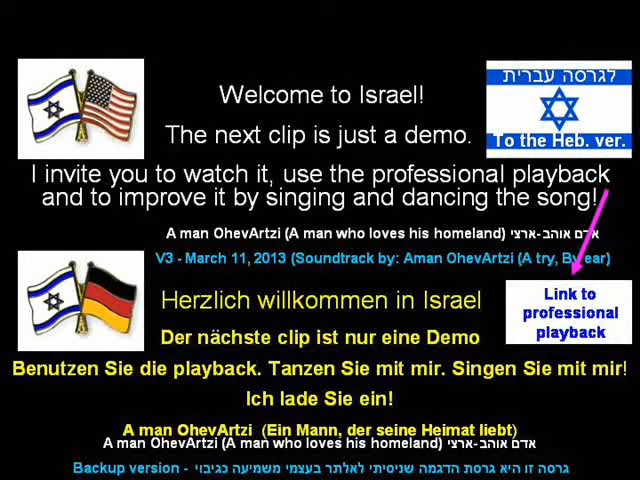 לגרסה עברית
To the Heb. ver.
Welcome to Israel!
The next clip is just a demo.
I invite you to watch it, use the professional playback
and to improve it by singing and dancing the song!
A man OhevArtzi (A man who loves his homeland) אדם אוהב-ארצי
V3 - March 11, 2013 (Soundtrack by: Aman OhevArtzi (A try, By ear)
Link to
professional
playback
Herzlich willkommen in Israel
Der nächste clip ist nur eine Demo
Benutzen Sie die playback. Tanzen Sie mit mir. Singen Sie mit mir!
Ich lade Sie ein!
A man OhevArtzi (Ein Mann, der seine Heimat liebt)
A man OhevArtzi (A man who loves his homeland) אדם אוהב-ארצי
Backup version - גרסה זו היא גרסת הדגמה שניסיתי לאלתר בעצמי משמיעה כגיבוי